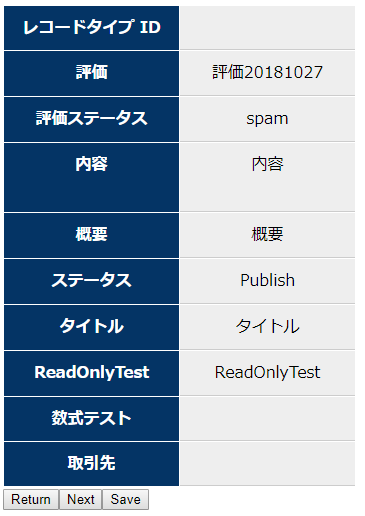 レコードタイプ ID
評価 評価20181027
評価ステータス spam
内容 内容
概要 概要
ステータス Publish
タイトル タイトル
ReadOnlyTest ReadOnlyTest
数式テスト
取引先
Return Next Save